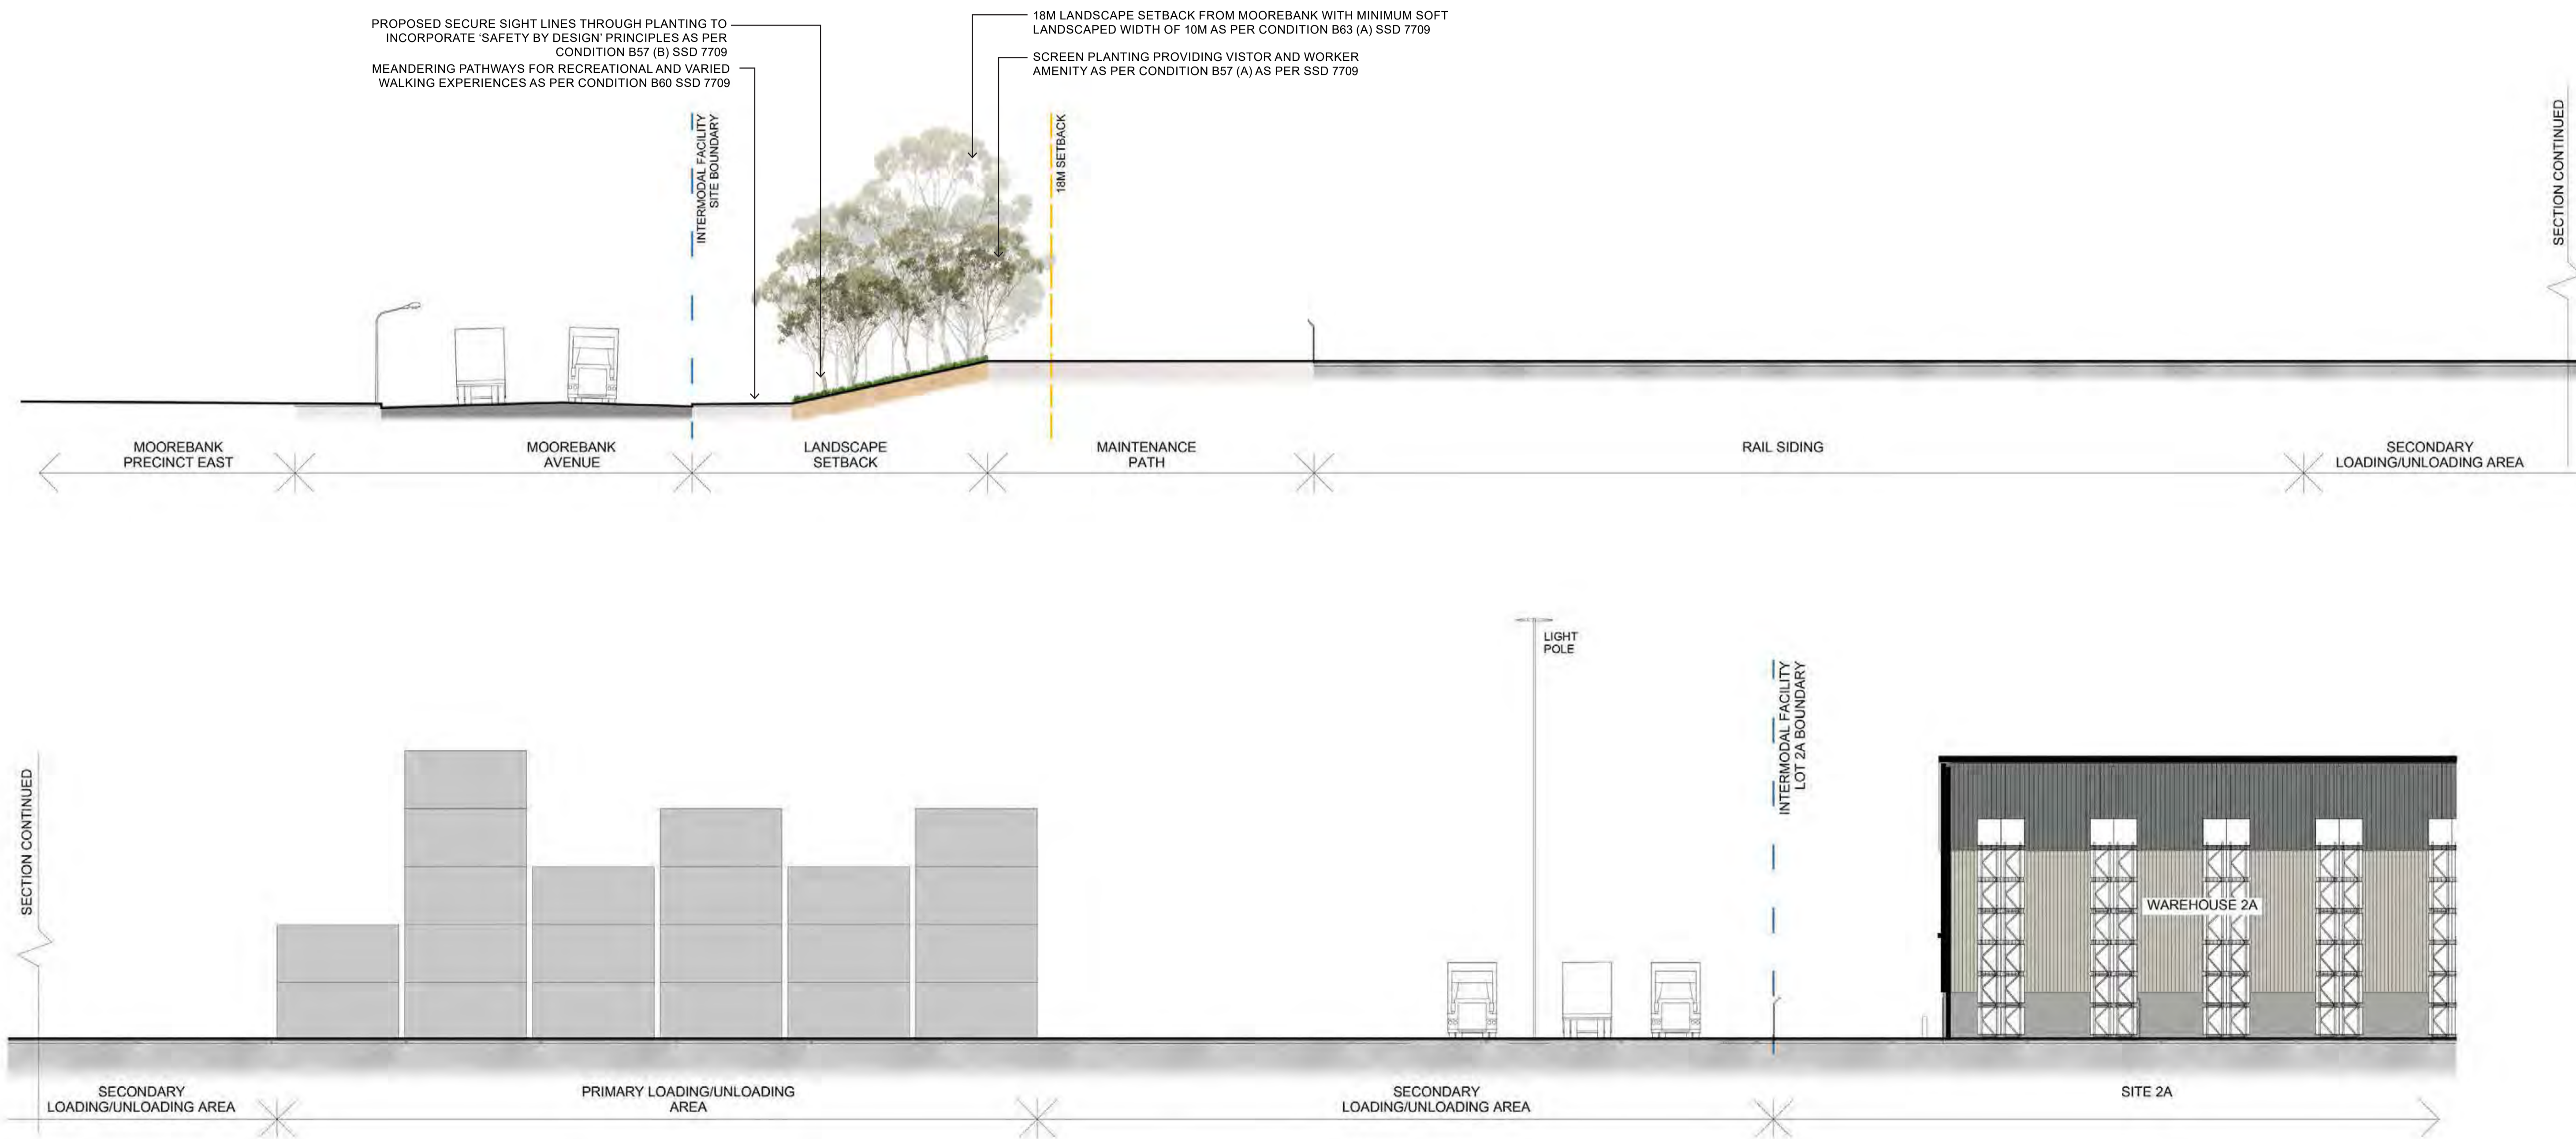 PROPOSED SECURE SIGHT LINES THROUGH PLANTING TO
INCORPORATE 'SAFETY BY DESIGN' PRINCIPLES AS PER
CONDITION B57 (B) SSD 7709
MEANDERING PATHWAYS FOR RECREATIONAL AND VARIED
WALKING EXPERIENCES AS PER CONDITION B60 SSD 7709
18M LANDSCAPE SETBACK FROM MOOREBANK WITH MINIMUM SOFT
LANDSCAPED WIDTH OF 10M AS PER CONDITION B63 (A) SSD 7709
SCREEN PLANTING PROVIDING VISTOR AND WORKER
AMENITY AS PER CONDITION B57 (A) AS PER SSD 7709
INTERMODAL FACILITY
SITE BOUNDARY
18M SETBACK
SECTION CONTINUED
MOOREBANK
PRECINCT EAST
MOOREBANK
AVENUE
LANDSCAPE
SETBACK
MAINTENANCE
PATH
RAIL SIDING
SECONDARY
LOADING/UNLOADING AREA
SECTION CONTINUED
LIGHT
POLE
INTERMODAL FACILITY
LOT 2A BOUNDARY
WAREHOUSE 2A
SECONDARY
LOADING/UNLOADING AREA
PRIMARY LOADING/UNLOADING
AREA
SECONDARY
LOADING/UNLOADING AREA
SITE 2A